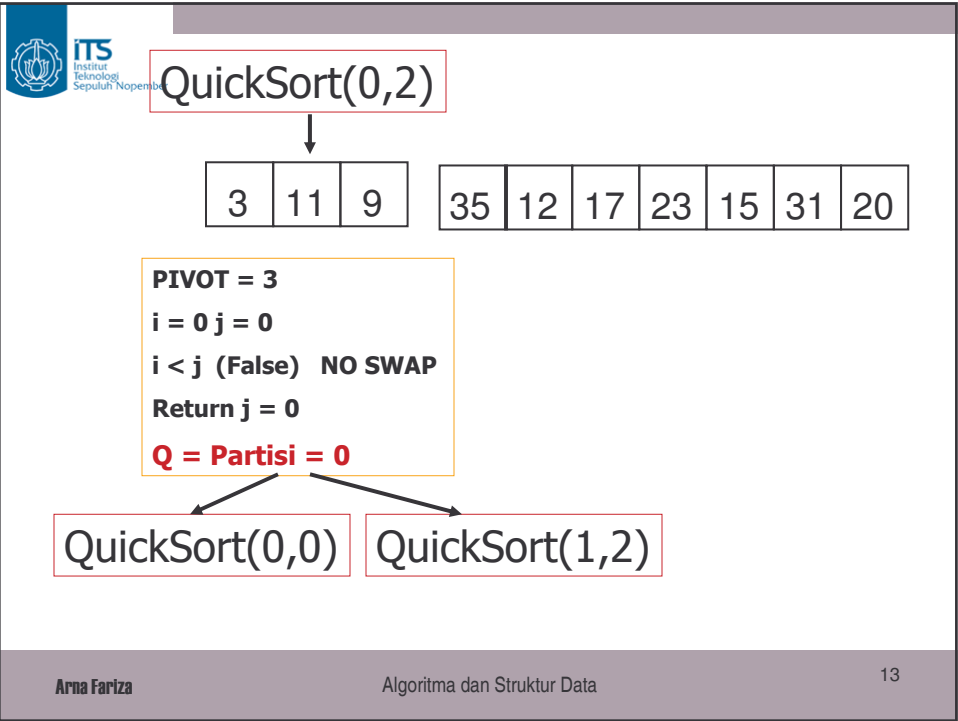 ITS
Institut
Teknologi
Sepuluh Nopember
QuickSort(0,2)
3 11 9 35 12 17 23 15 31 20
PIVOT = 3
i = 0 j = 0
i < j (False) NO SWAP
Return j = 0
Q = Partisi = 0
QuickSort(0,0) QuickSort(1,2)
Arna Fariza Algoritma dan Struktur Data 13